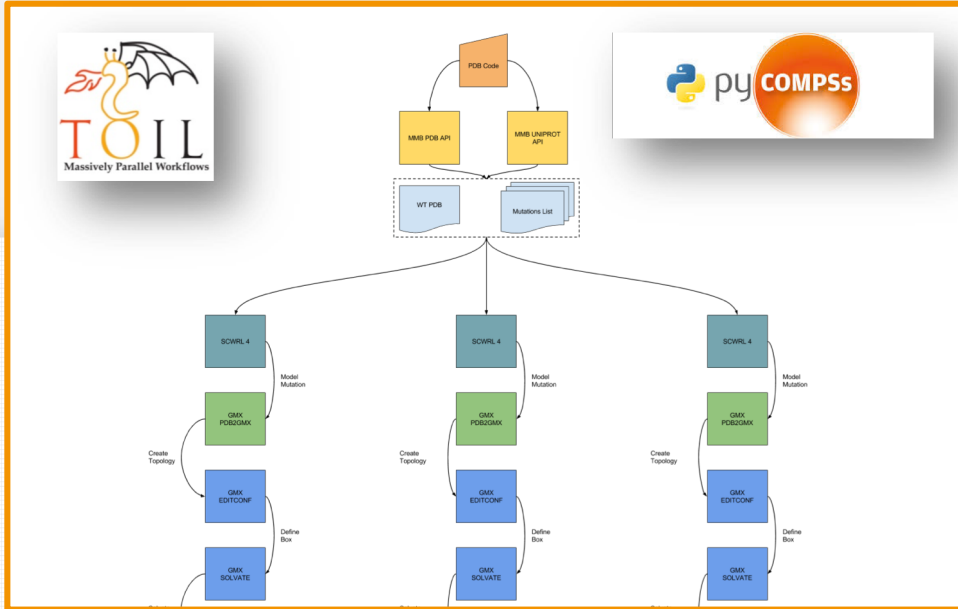 TOIL
Massively Parallel Workflows
py COMPSs
PDB Code
MMB PDB API
MMB UNIPROT
API
WT PDB
Mutations List
SCWRL 4
SCWRL 4
SCWRL 4
Model
Mutation
Model
Mutation
Model
Mutation
GMX
PDB2GMX
GMX
PDB2GMX
GMX
PDB2GMX
Create
Topology
Create
Topology
Create
Topology
GMX
EDITCONF
GMX
EDITCONF
GMX
EDITCONF
Define
Box
Define
Box
Define
Box
GMX
SOLVATE
GMX
SOLVATE
GMX
SOLVATE